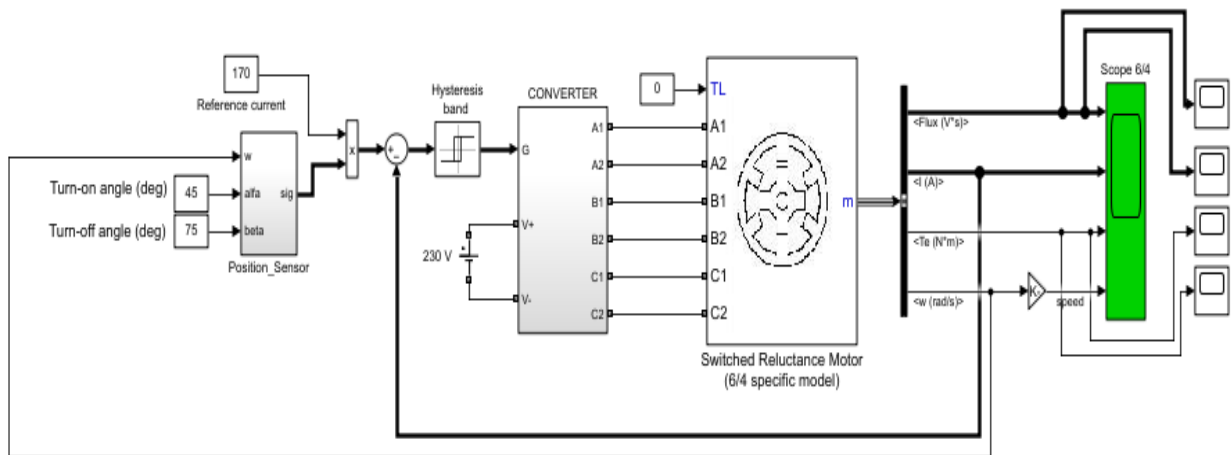 170
Reference current
w
Turn-on angle (deg)
45
alfa
sig
Turn-off angle (deg)
75
beta
Position_Sensor
x
+
-
Hysteresis
band
CONVERTER
G
V+
V-
230 V
+
A1
A2
B1
B2
C1
C2
0
TL
A1
A2
B1
B2
C1
C2
m
Switched Reluctance Motor
(6/4 specific model)
<Flux (V*s)>
<I (A)>
<Te (N*m)>
<w (rad/s)>
K-
speed
Scope 6/4